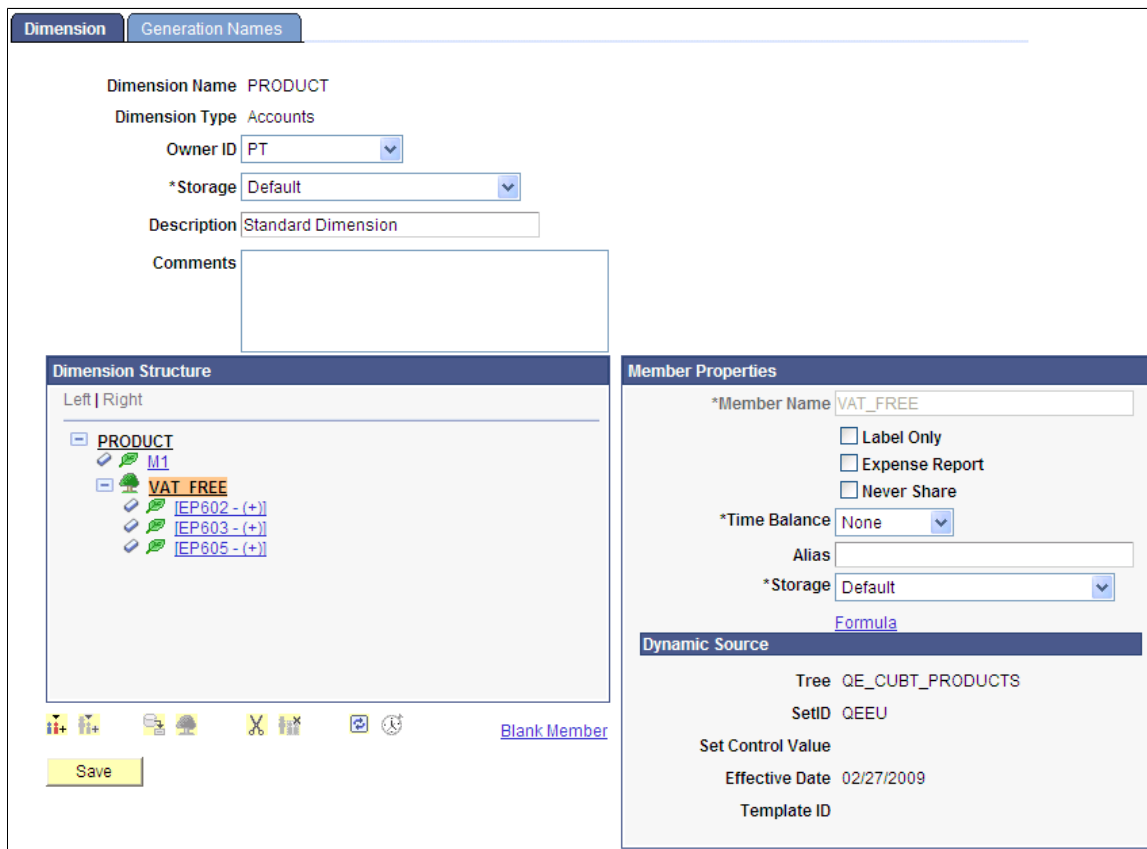 Dimension Generation Names
Dimension Name PRODUCT
Dimension Type Accounts
Owner ID PT
*Storage Default
Description Standard Dimension
Comments
Dimension Structure
Left | Right
PRODUCT
M1
VAT_FREE
[EP602 - (+)]
[EP603 - (+)]
[EP605 - (+)]
Blank Member
Save
Member Properties
*Member Name VAT_FREE
Label Only
Expense Report
Never Share
*Time Balance None
Alias
*Storage Default
Formula
Dynamic Source
Tree QE_CUBT_PRODUCTS
SetID QEEU
Set Control Value
Effective Date 02/27/2009
Template ID